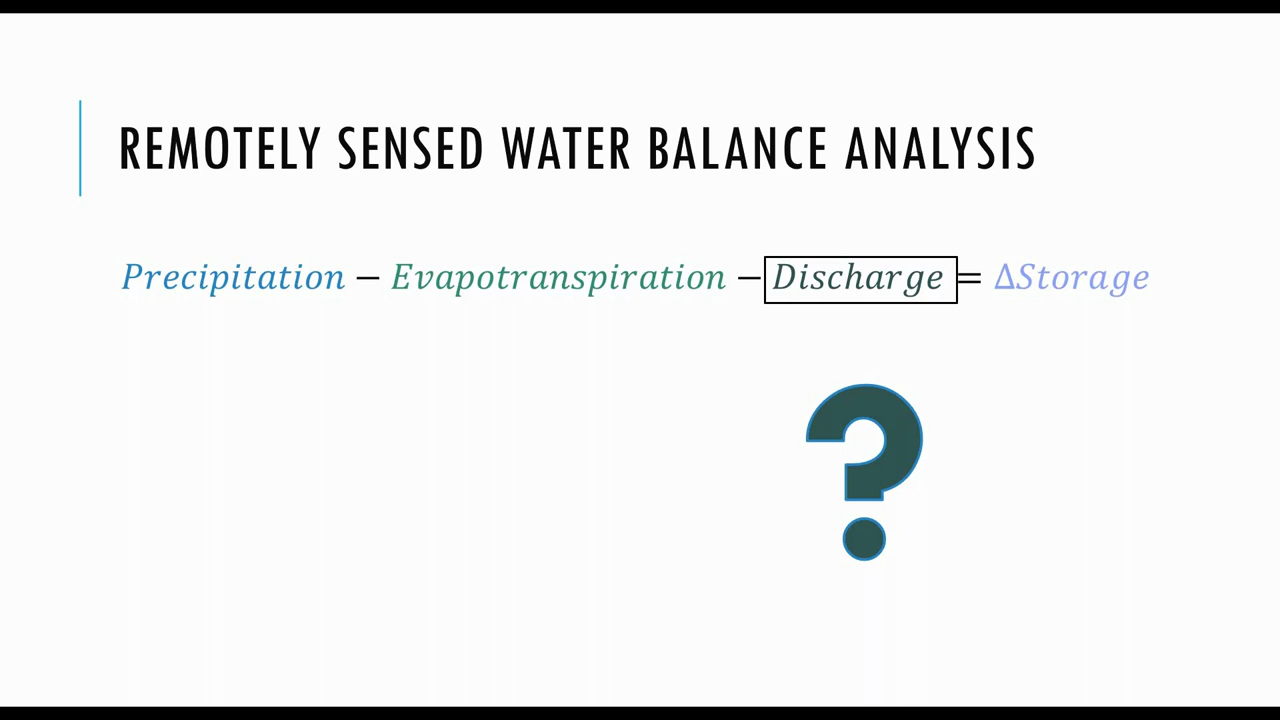 REMOTELY SENSED WATER BALANCE ANALYSIS
Precipitation − Evapotranspiration − Discharge = ΔStorage
?